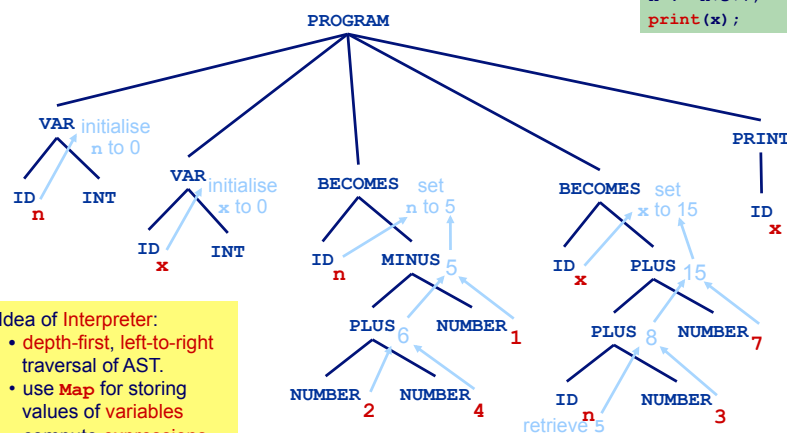 PROGRAM
print(x);
VAR initialise
n to 0
ID n INT
VAR initialise
x to 0
ID x INT
BECOMES set
n to 5
ID n MINUS 5
PLUS 6 NUMBER 1
NUMBER 2 NUMBER 4
BECOMES set
x to 15
ID x PLUS 15
PLUS 8 NUMBER 7
ID n NUMBER 3
retrieve 5
PRINT
ID x
Idea of Interpreter:
• depth-first, left-to-right
traversal of AST.
• use Map for storing
values of variables